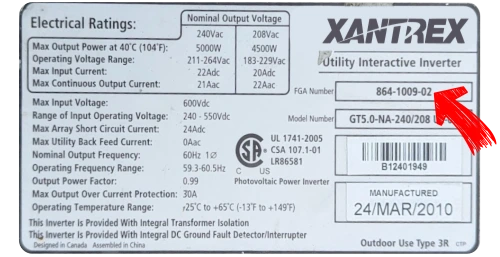 Electrical Ratings:
Nominal Output Voltage
240Vac 208Vac
Max Output Power at 40˚C (104˚F): 5000W 4500W
Operating Voltage Range: 211-264Vac 183-229Vac
Max Input Current: 22Adc 20Adc
Max Continuous Output Current: 21Aac 22Aac
Max Input Voltage: 600Vdc
Range of Input Operating Voltage: 240 - 550Vdc
Max Array Short Circuit Current: 24Adc
Max Utility Back Feed Current: 0Aac
Nominal Output Frequency: 60Hz 1Ø
Operating Frequency Range: 59.3-60.5Hz
Output Power Factor: 0.99
Max Output Over Current Protection: 30A
Operating Temperature Range: -25˚C to +65˚C (-13˚F to +149˚F)
This Inverter Is Provided With Integral Transformer Isolation
This Inverter Is Provided With Integral DC Ground Fault Detector/Interrupter
Designed in Canada Assembled in China
SA
®
C US
UL 1741-2005
CSA 107.1-01
LR86581
Photovoltaic Power Inverter
XANTREX
Utility Interactive Inverter
FGA Number 864-1009-02
Model Number GT5.0-NA-240/208
B12401949
MANUFACTURED
24/MAR/2010
Outdoor Use Type 3R CTP